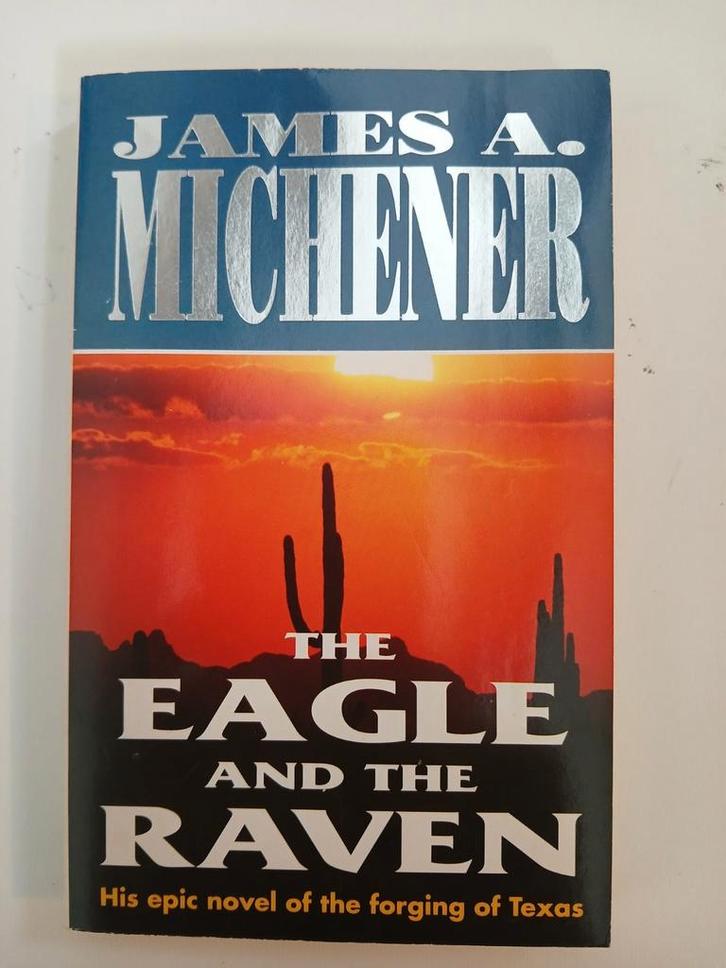 JAMES A.
MICHENER
THE
EAGLE
AND THE
RAVEN
His epic novel of the forging of Texas